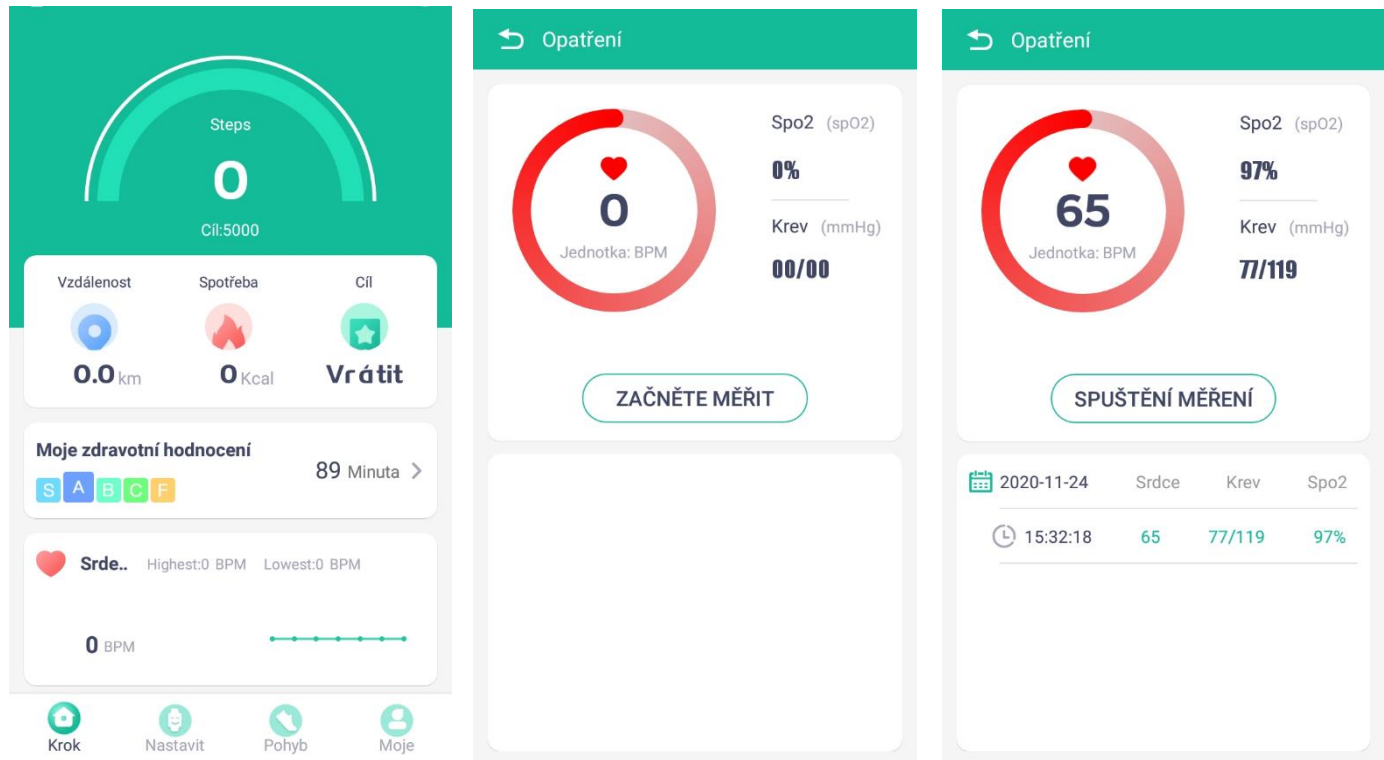 Steps
0
Cíl:5000
Vzdálenost Spotřeba Cíl
0.0 km 0 Kcal Vrátit
Moje zdravotní hodnocení
89 Minuta
S A B C F
Srde.. Highest:0 BPM Lowest:0 BPM
0 BPM
Krok Nastavit Pohyb Moje
Opatření
0
Jednotka: BPM
Spo2 (spO2)
0%
Krev (mmHg)
00/00
ZAČNĚTE MĚŘIT
Opatření
65
Jednotka: BPM
Spo2 (spO2)
97%
Krev (mmHg)
77/119
SPUŠTĚNÍ MĚŘENÍ
2020-11-24 Srdce Krev Spo2
15:32:18 65 77/119 97%